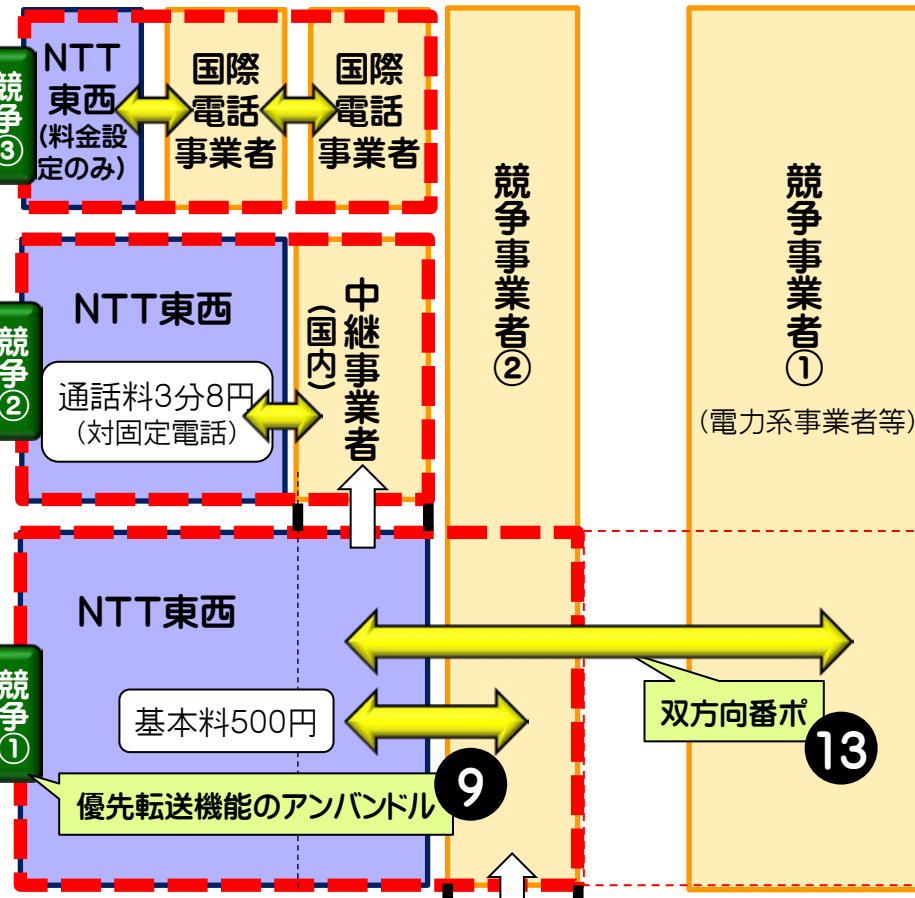 競争③
NTT
東西
(料金設
定のみ)
国際
電話
事業者
国際
電話
事業者
競争事業者②
競争事業者①
(電力系事業者等)
競争②
NTT東西
通話料3分8円
(対固定電話)
中継事業者
(国内)
競争①
NTT東西
基本料500円
双方向番ポ
13
優先転送機能のアンバンドル
9